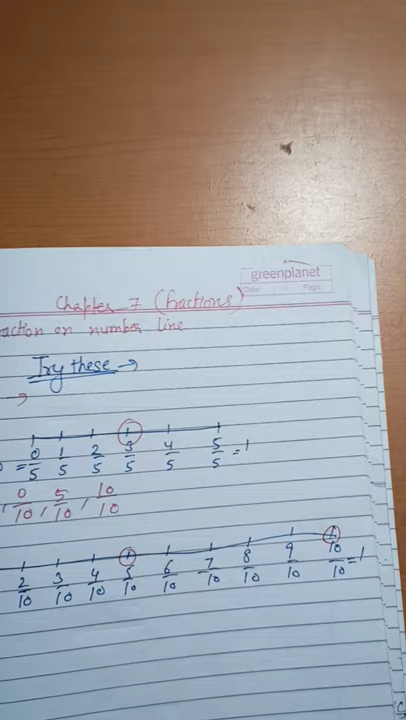 greenplanet
Date: Page:
Chapter 7 (fractions)
on number line
Try these →
→
0/5 1/5 2/5 3/5 4/5 5/5 = 1
0/10, 5/10, 10/10
2/10 3/10 4/10 5/10 6/10 7/10 8/10 9/10 10/10 = 1